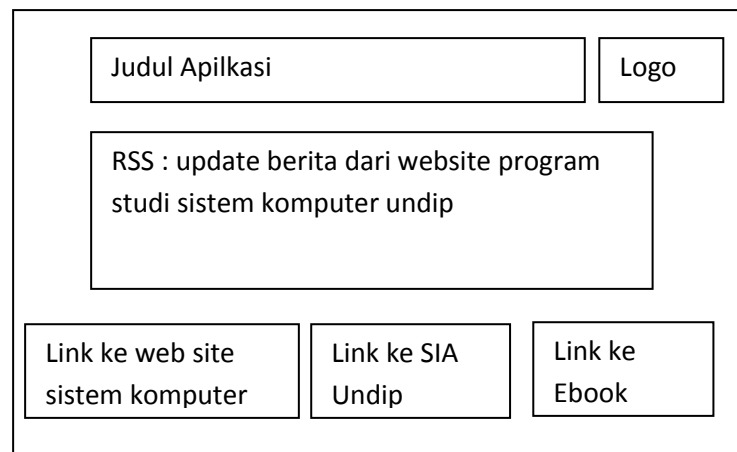 Judul Apilkasi
Logo
RSS : update berita dari website program
studi sistem komputer undip
Link ke web site
sistem komputer
Link ke SIA
Undip
Link ke
Ebook